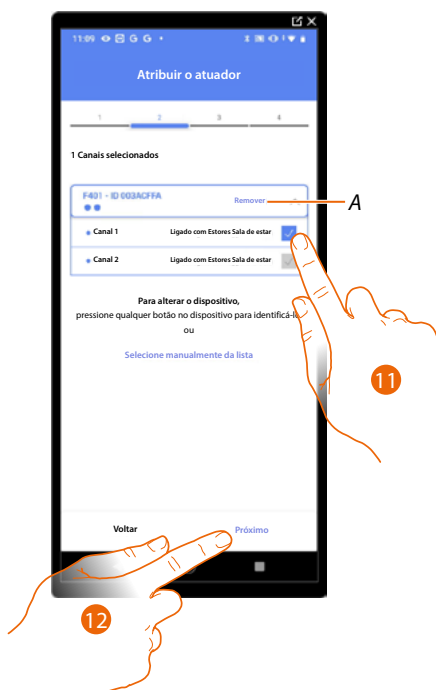 11:09 G G
Atribuir o atuador
1 2 3 4
1 Canais selecionados
F401 - ID 003ACFFA
Remover
A
Canal 1 Ligado com Estores Sala de estar
Canal 2 Ligado com Estores Sala de estar
Para alterar o dispositivo,
pressione qualquer botão no dispositivo para identificá-l
ou
Selecione manualmente da lista
11
Voltar Próximo
12